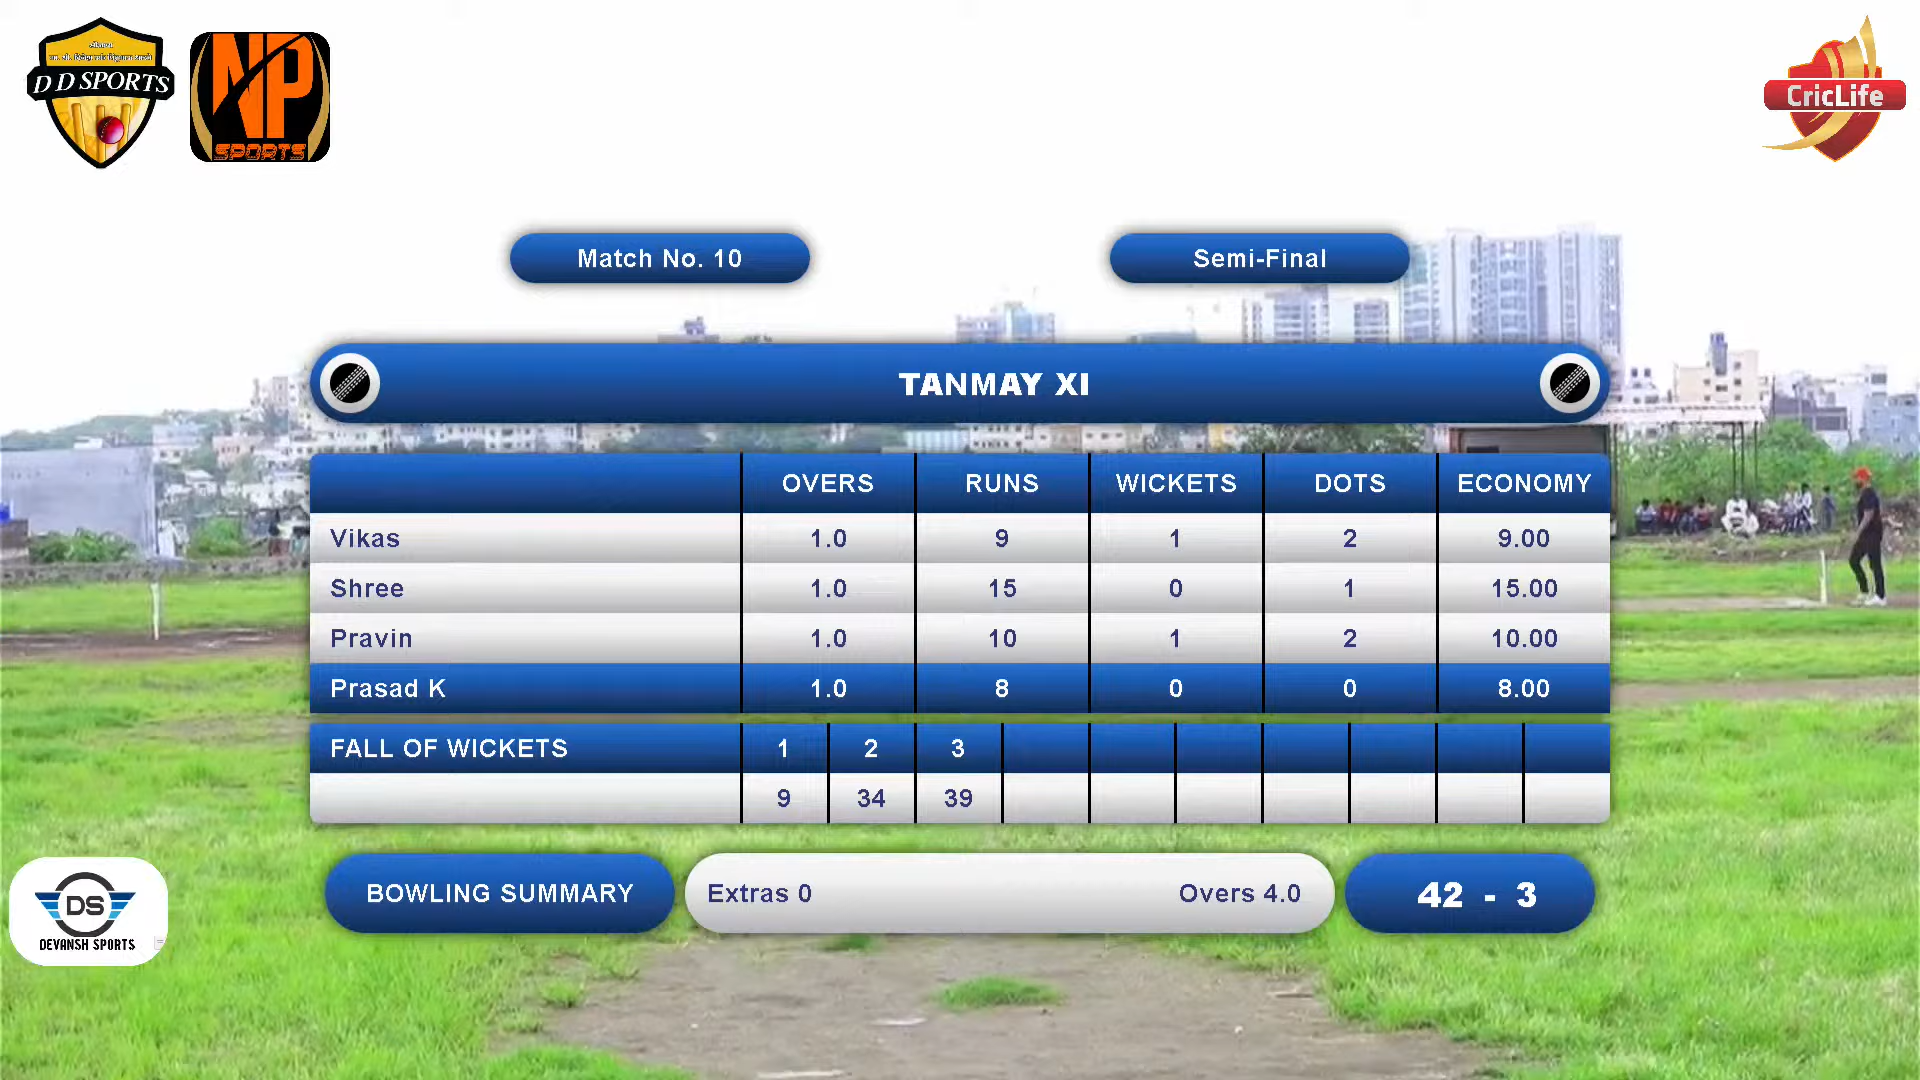 D D SPORTS
NP
SPORTS
CricLife
Match No. 10
Semi-Final
TANMAY XI
OVERS RUNS WICKETS DOTS ECONOMY
Vikas 1.0 9 1 2 9.00
Shree 1.0 15 0 1 15.00
Pravin 1.0 10 1 2 10.00
Prasad K 1.0 8 0 0 8.00
FALL OF WICKETS 1 2 3
9 34 39
BOWLING SUMMARY
Extras 0 Overs 4.0
42 - 3
DS
DEVANSH SPORTS